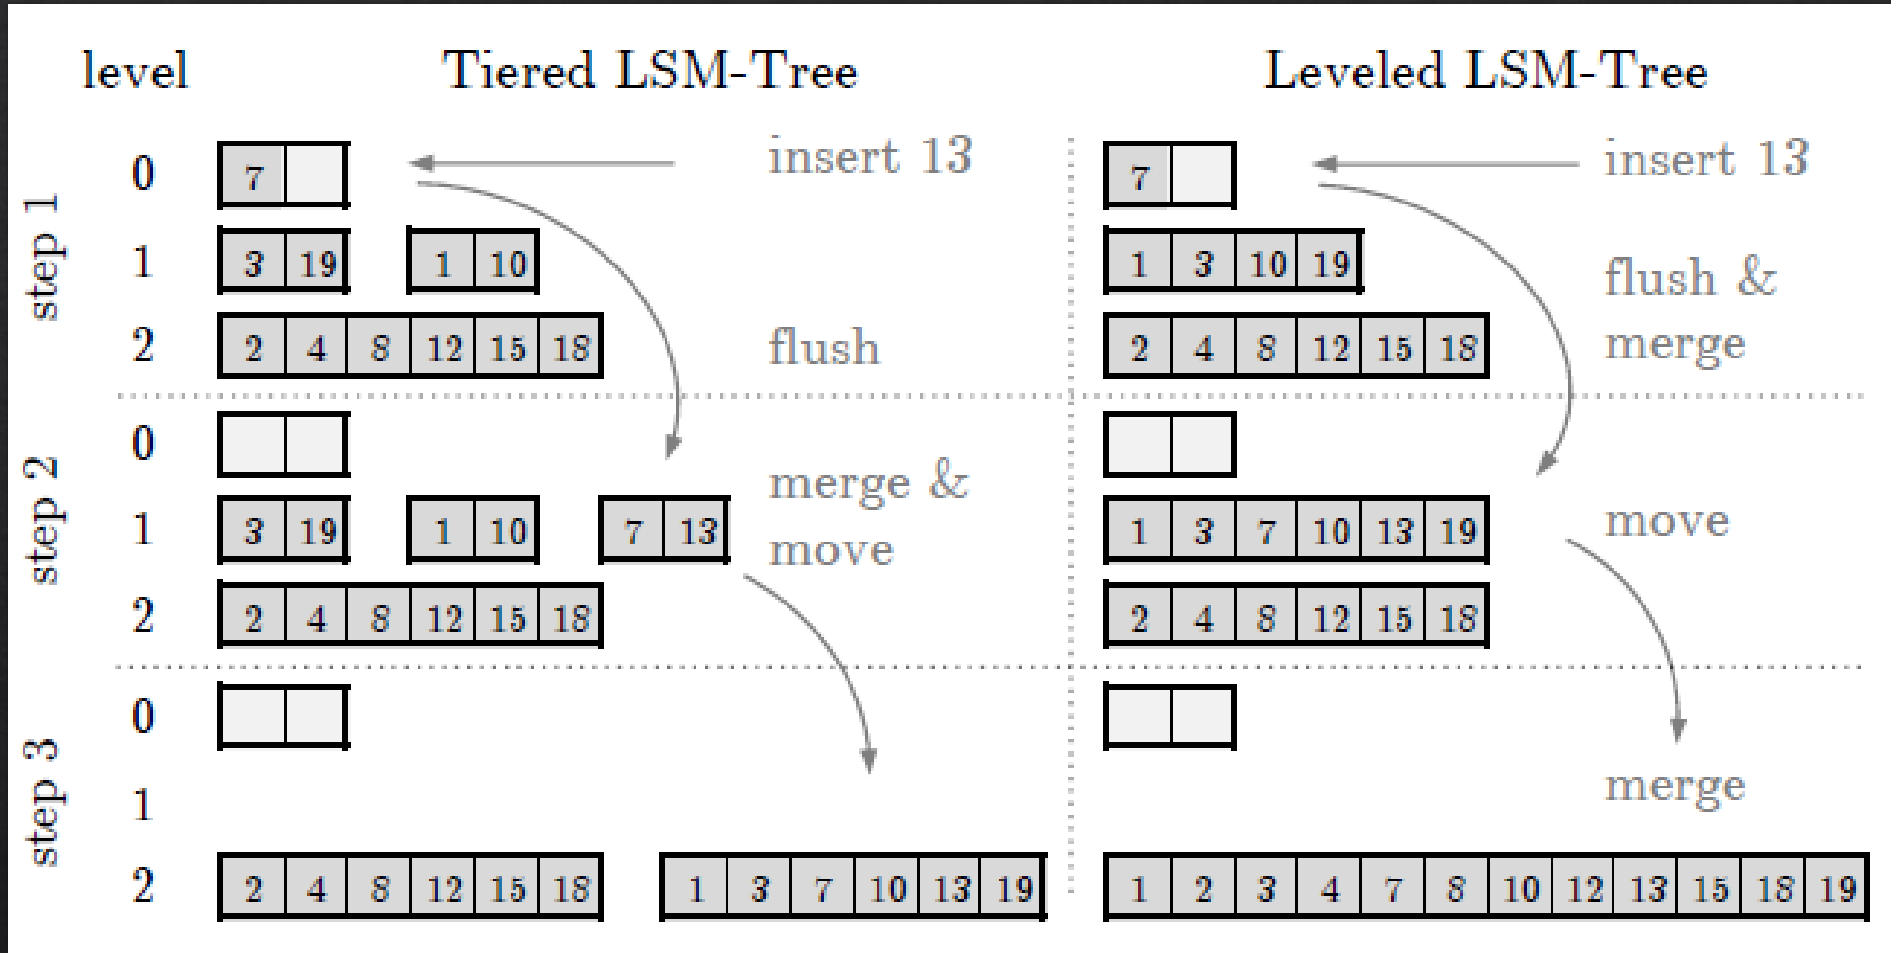 level Tiered LSM-Tree Leveled LSM-Tree
step 1
0 7 insert 13 7 insert 13
1 3 19 1 10 1 3 10 19 flush &
2 2 4 8 12 15 18 flush 2 4 8 12 15 18 merge
step 2
0
merge &
1 3 19 1 10 7 13 1 3 7 10 13 19 move
move
2 2 4 8 12 15 18 2 4 8 12 15 18
step 3
0
1 merge
2 2 4 8 12 15 18 1 3 7 10 13 19 1 2 3 4 7 8 10 12 13 15 18 19